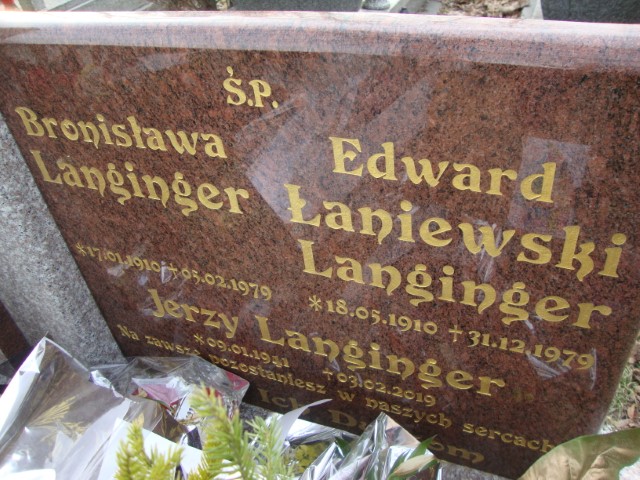 Ś.P.
Bronisława
Langinger
*17.01.1910 +05.02.1979
Edward
Łaniewski
Langinger
*18.05.1910 +31.12.1979
Jerzy Langinger
*09.01.1941 +03.02.2019
Na zawsze pozostaniesz w naszych sercach